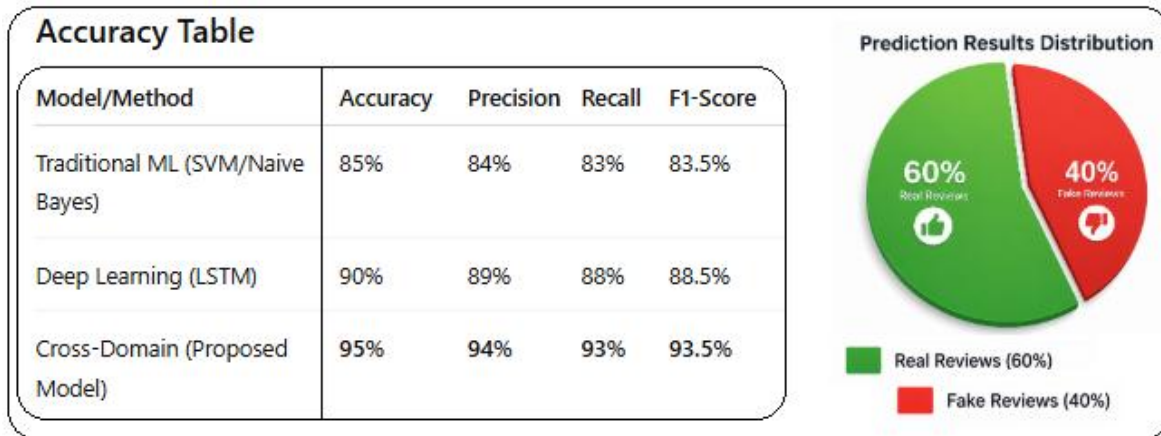 Accuracy Table
Model/Method Accuracy Precision Recall F1-Score
Traditional ML (SVM/Naive
Bayes) 85% 84% 83% 83.5%
Deep Learning (LSTM) 90% 89% 88% 88.5%
Cross-Domain (Proposed
Model) 95% 94% 93% 93.5%
Prediction Results Distribution
60%
Real Reviews
40%
Fake Reviews
Real Reviews (60%)
Fake Reviews (40%)